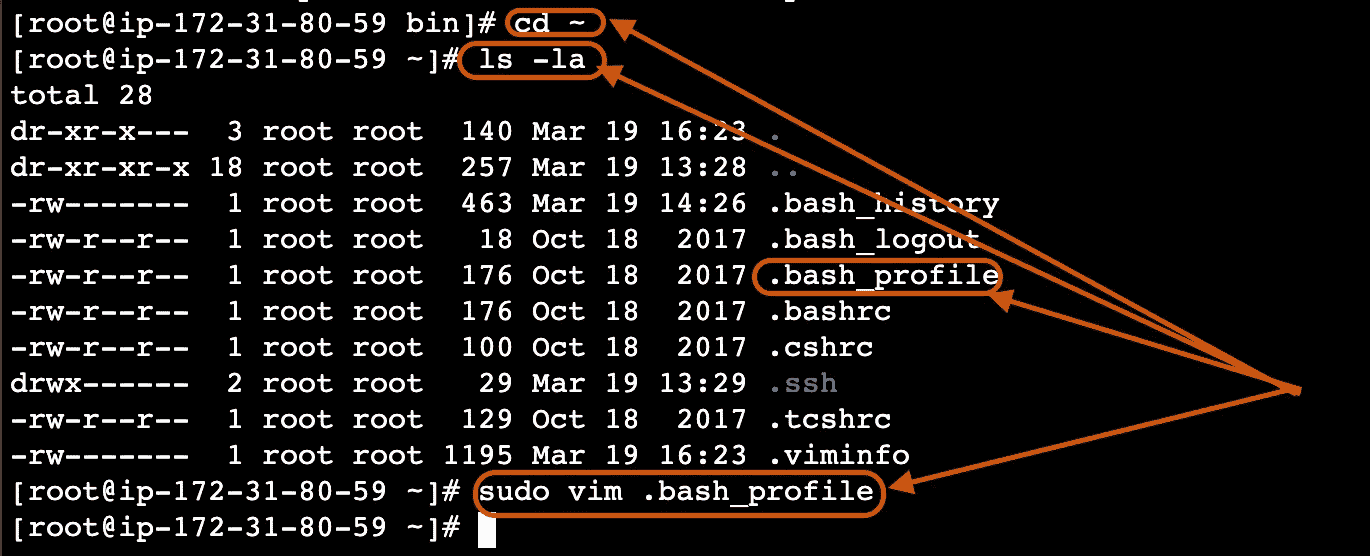 [root@ip-172-31-80-59 bin]# cd ~
[root@ip-172-31-80-59 ~]# ls -la
total 28
dr-xr-x--- 3 root root 140 Mar 19 16:23 .
dr-xr-xr-x 18 root root 257 Mar 19 13:28 ..
-rw------- 1 root root 463 Mar 19 14:26 .bash_history
-rw-r--r-- 1 root root 18 Oct 18 2017 .bash_logout
-rw-r--r-- 1 root root 176 Oct 18 2017 .bash_profile
-rw-r--r-- 1 root root 176 Oct 18 2017 .bashrc
-rw-r--r-- 1 root root 100 Oct 18 2017 .cshrc
drwx------ 2 root root 29 Mar 19 13:29 .ssh
-rw-r--r-- 1 root root 129 Oct 18 2017 .tcshrc
-rw------- 1 root root 1195 Mar 19 16:23 .viminfo
[root@ip-172-31-80-59 ~]# sudo vim .bash_profile
[root@ip-172-31-80-59 ~]#